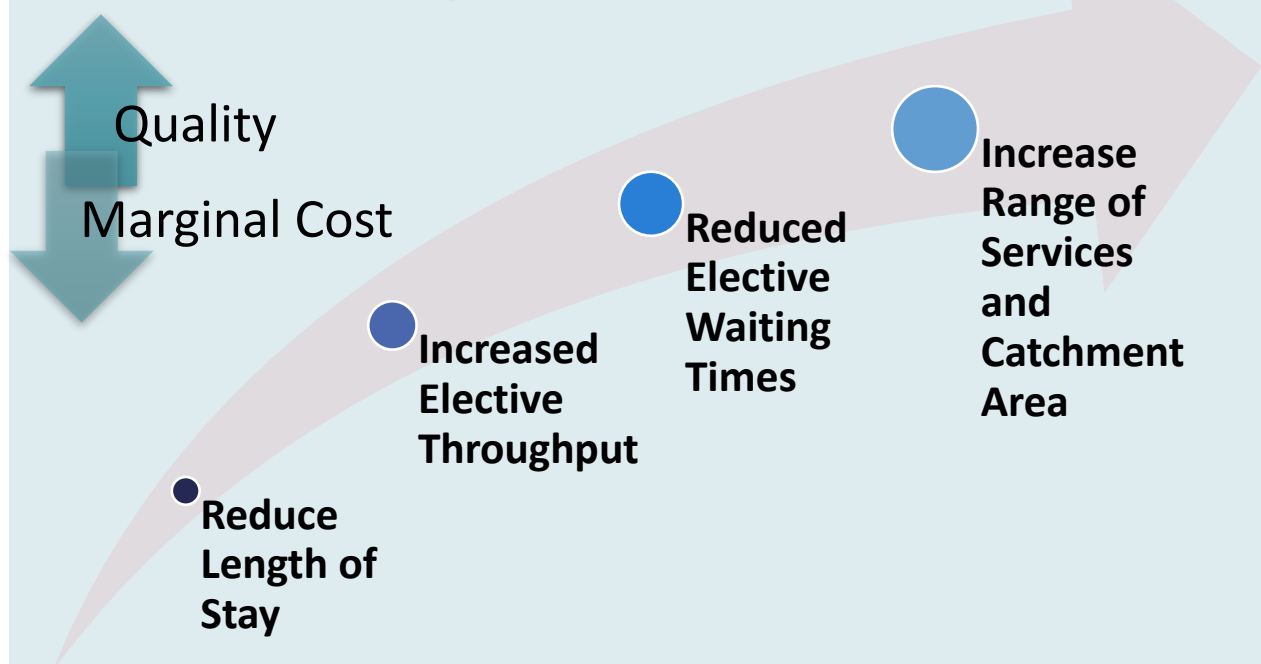 Quality
Marginal Cost
Reduce
Length of
Stay
Increased
Elective
Throughput
Reduced
Elective
Waiting
Times
Increase
Range of
Services
and
Catchment
Area